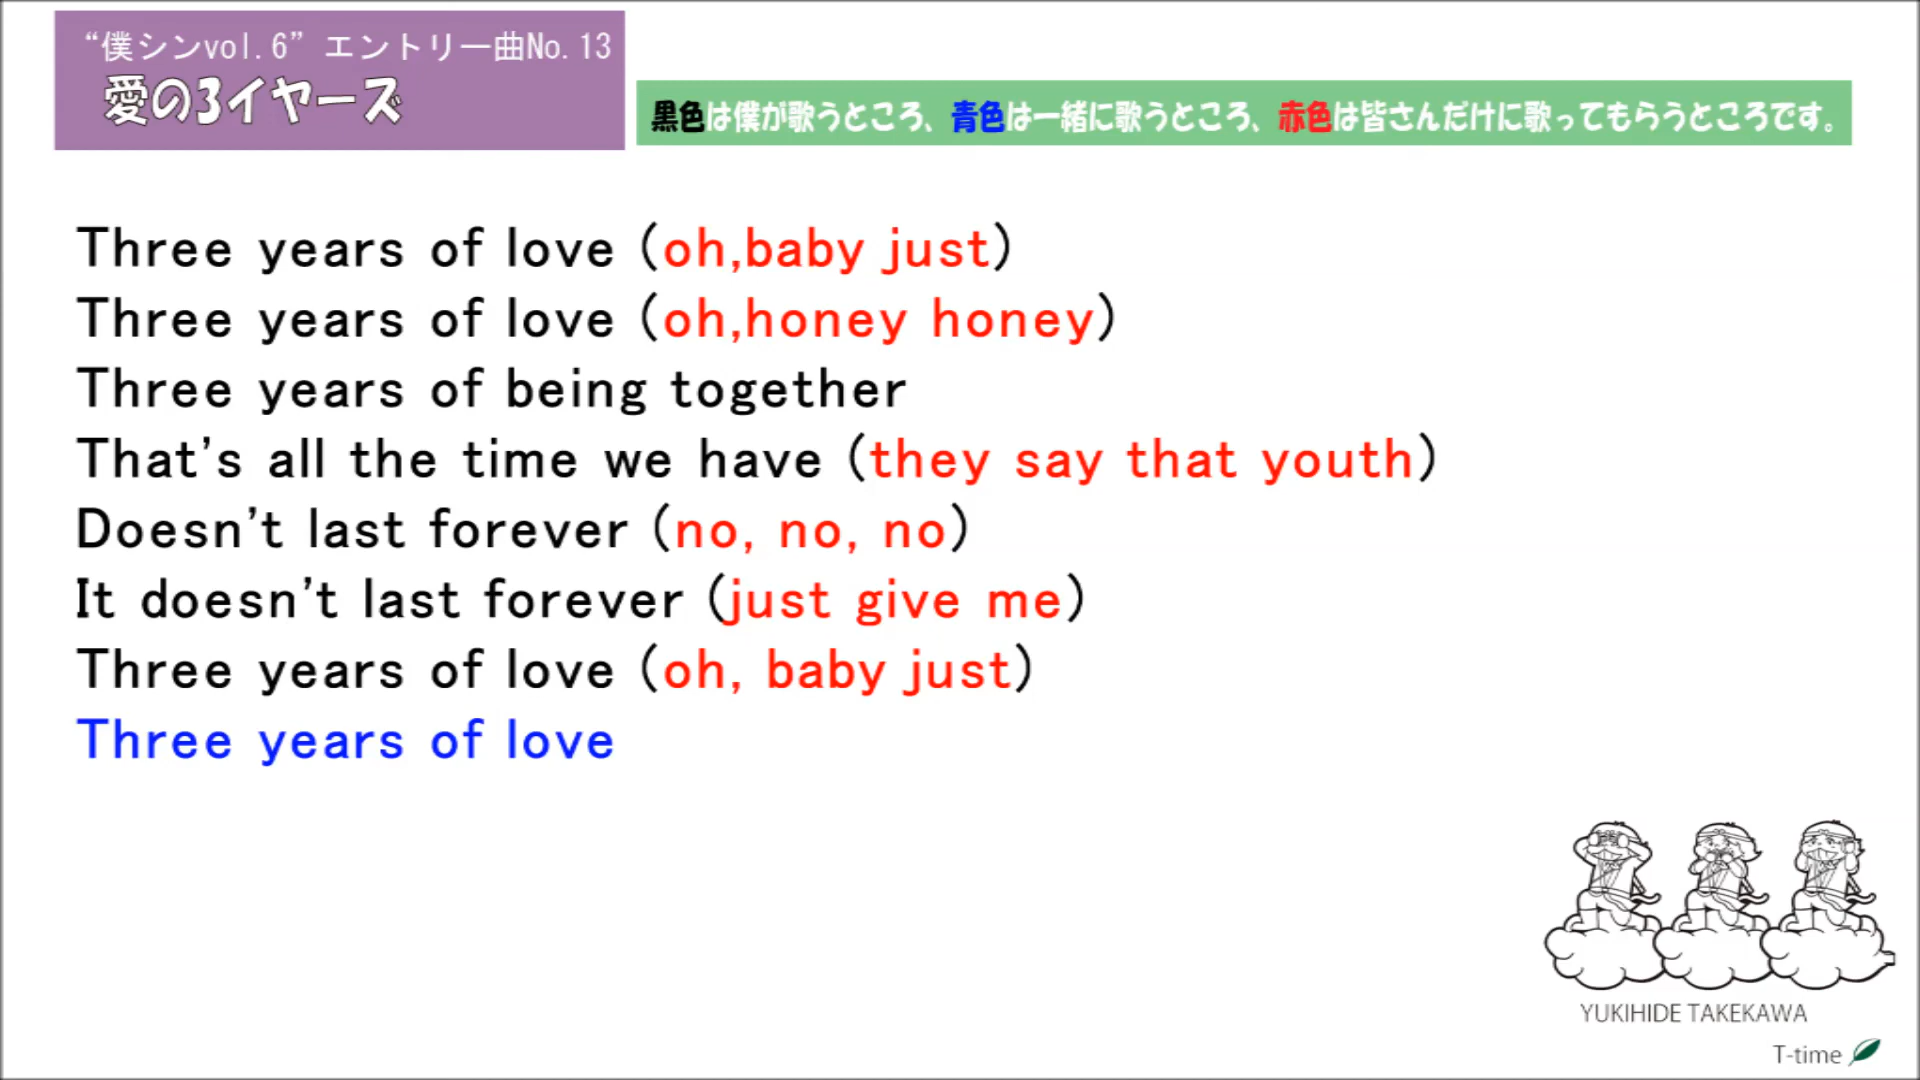 “僕シンvol.6”エントリー曲No.13
愛の3イヤーズ
黒色は僕が歌うところ、青色は一緒に歌うところ、赤色は皆さんだけに歌ってもらうところです。
Three years of love (oh,baby just)
Three years of love (oh,honey honey)
Three years of being together
That’s all the time we have (they say that youth)
Doesn’t last forever (no, no, no)
It doesn’t last forever (just give me)
Three years of love (oh, baby just)
Three years of love
YUKIHIDE TAKEKAWA
T-time